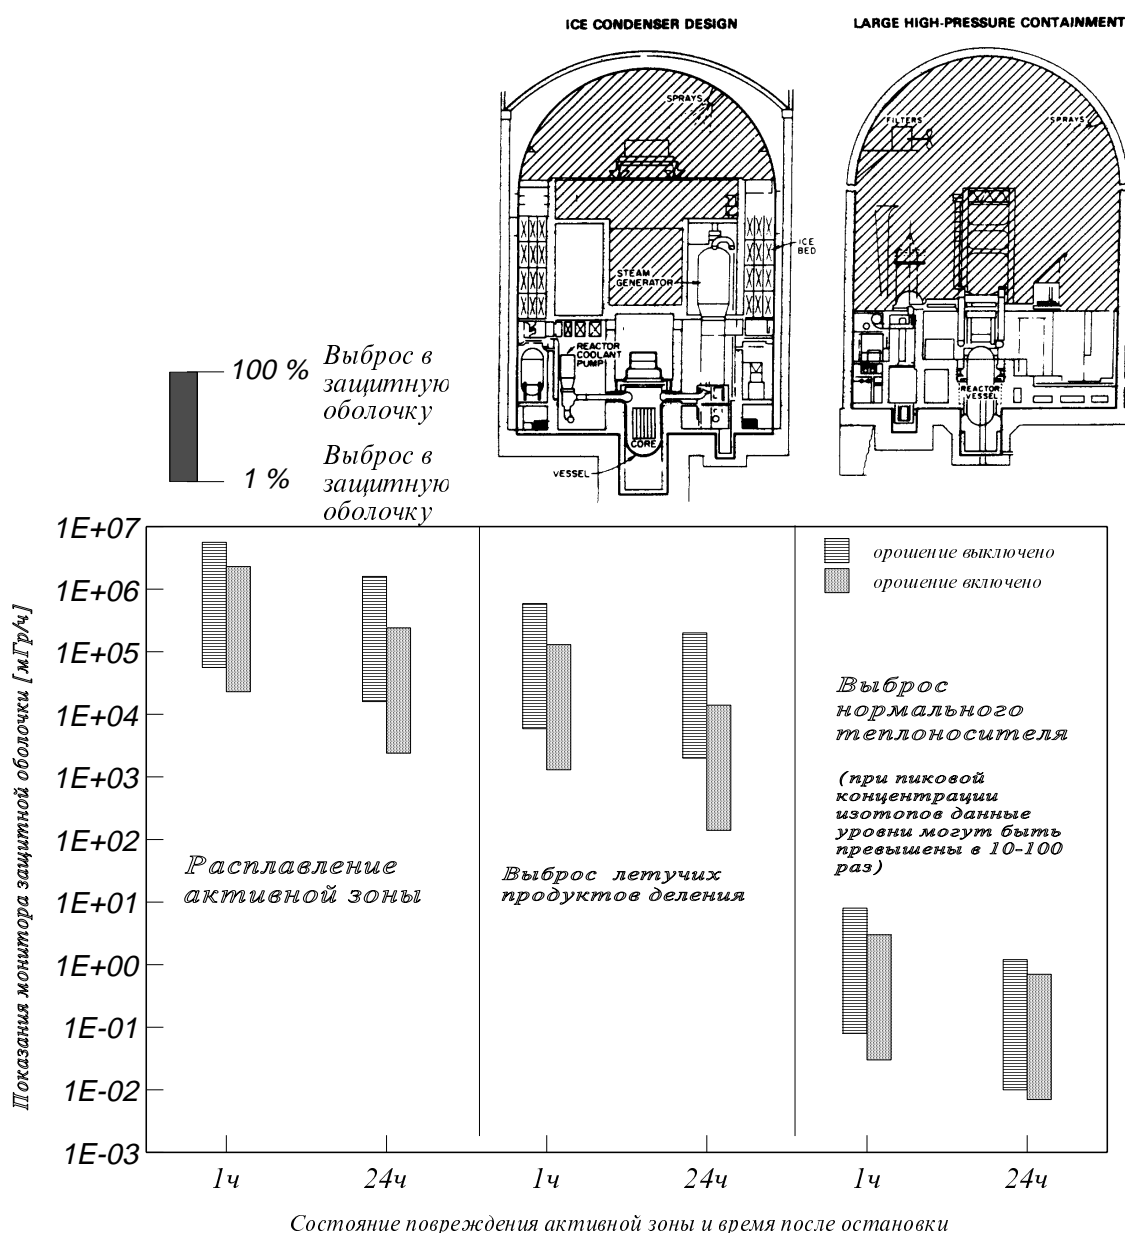 ICE CONDENSER DESIGN
LARGE HIGH-PRESSURE CONTAINMENT
SPRAYS
ICE
BED
STEAM
GENERATOR
REACTOR
COOLANT
PUMP
CORE
VESSEL
FILTERS
SPRAYS
REACTOR
VESSEL
100 %
Выброс в
защитную
оболочку
1 %
Выброс в
защитную
оболочку
Показания монитора защитной оболочки [мГр/ч]
1E+07
1E+06
1E+05
1E+04
1E+03
1E+02
1E+01
1E+00
1E-01
1E-02
1E-03
орошение выключено
орошение включено
Расплавление
активной зоны
Выброс летучих
продуктов деления
Выброс
нормального
теплоносителя
(при пиковой
концентрации
изотопов данные
уровни могут быть
превышены в 10-100
раз)
1ч
24ч
1ч
24ч
1ч
24ч
Состояние повреждения активной зоны и время после остановки